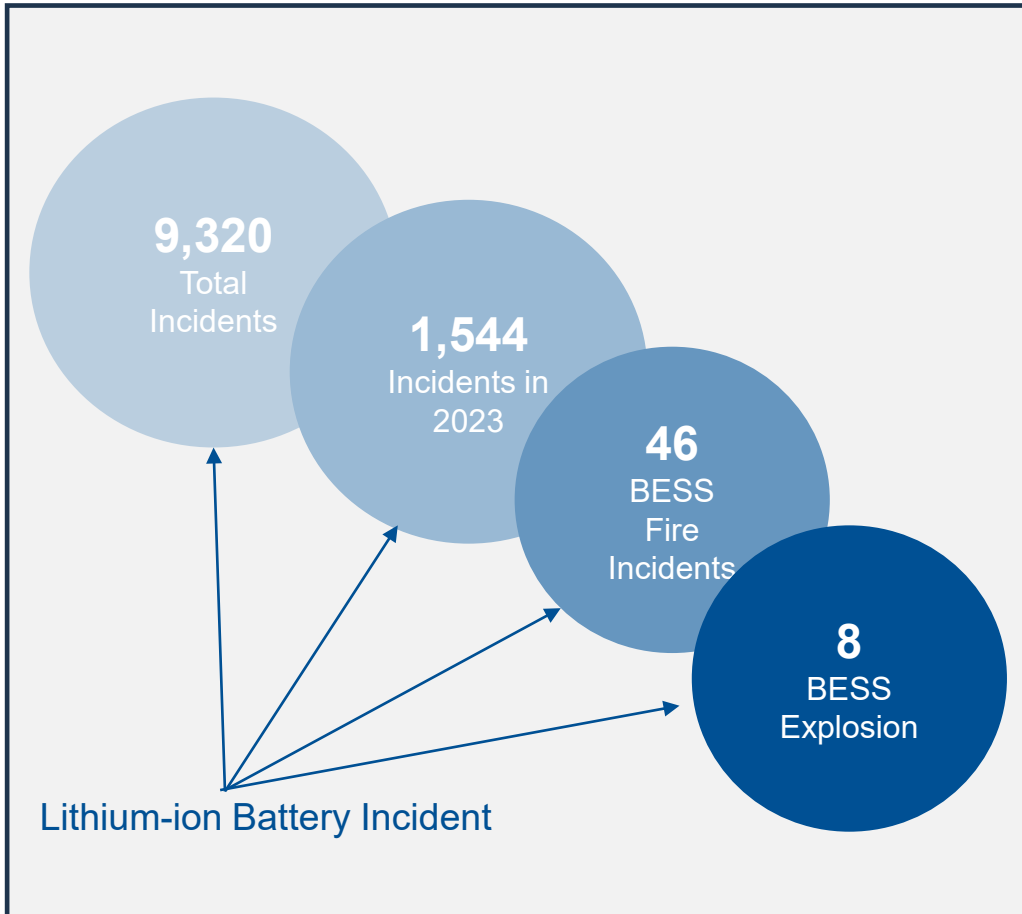 9,320
Total
Incidents
1,544
Incidents in
2023
46
BESS
Fire
Incidents
8
BESS
Explosion
Lithium-ion Battery Incident